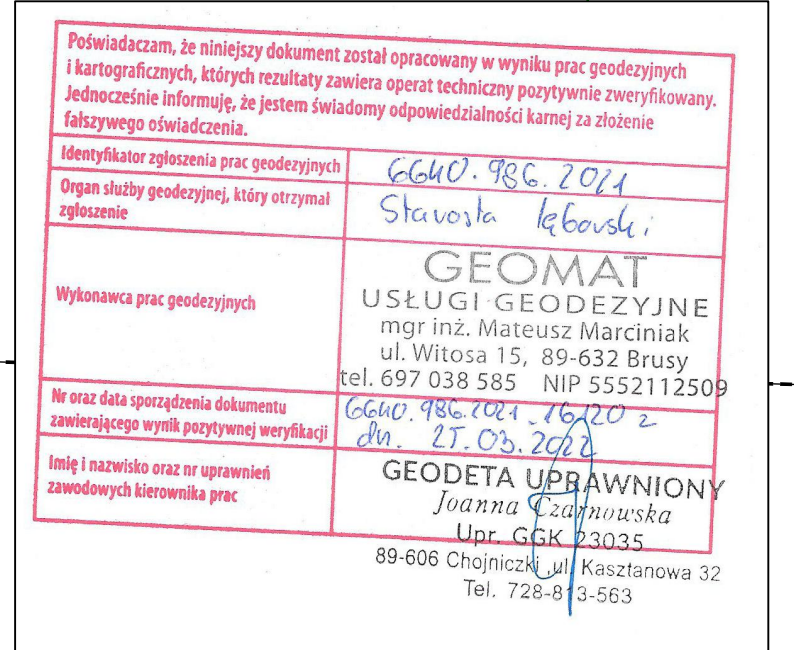 Poświadczam, że niniejszy dokument został opracowany w wyniku prac geodezyjnych
i kartograficznych, których rezultaty zawiera operat techniczny pozytywnie zweryfikowany.
Jednocześnie informuję, że jestem świadomy odpowiedzialności karnej za złożenie
fałszywego oświadczenia.
Identyfikator zgłoszenia prac geodezyjnych
6640.986.2021
Organ służby geodezyjnej, który otrzymał
zgłoszenie
Starosta lęborski
Wykonawca prac geodezyjnych
GEOMAT
USŁUGI GEODEZYJNE
mgr inż. Mateusz Marciniak
ul. Witosa 15, 89-632 Brusy
tel. 697 038 585 NIP 5552112509
Nr oraz data sporządzenia dokumentu
zawierającego wynik pozytywnej weryfikacji
6640.986.2021_16120 z
dn. 25.03.2022
Imię i nazwisko oraz nr uprawnień
zawodowych kierownika prac
GEODETA UPRAWNIONY
Joanna Czarnowska
Upr. GGK 23035
89-606 Chojniczki ,ul. Kasztanowa 32
Tel. 728-813-563